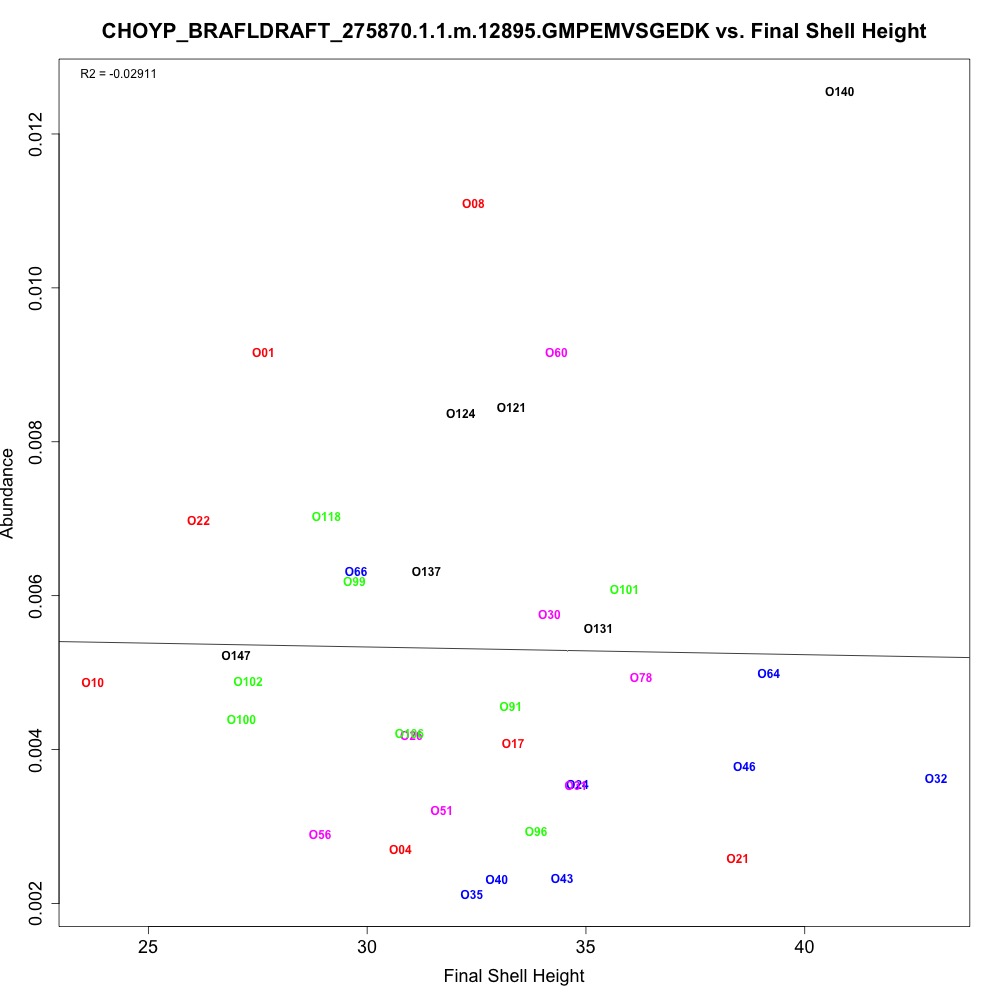 CHOYP_BRAFLDRAFT_275870.1.1.m.12895.GMPEMVSGEDK vs. Final Shell Height
R2 = -0.02911
O140
0.012
O08
0.010
O01
O60
O124
O121
0.008
Abundance
O22
O118
O66
O137
O99
O101
0.006
O30
O131
O147
O64
O78
O10
O102
O91
O100
O17
0.004
O46
O32
O24
O51
O96
O56
O04
O21
O40
O43
O35
0.002
25
30
35
40
Final Shell Height